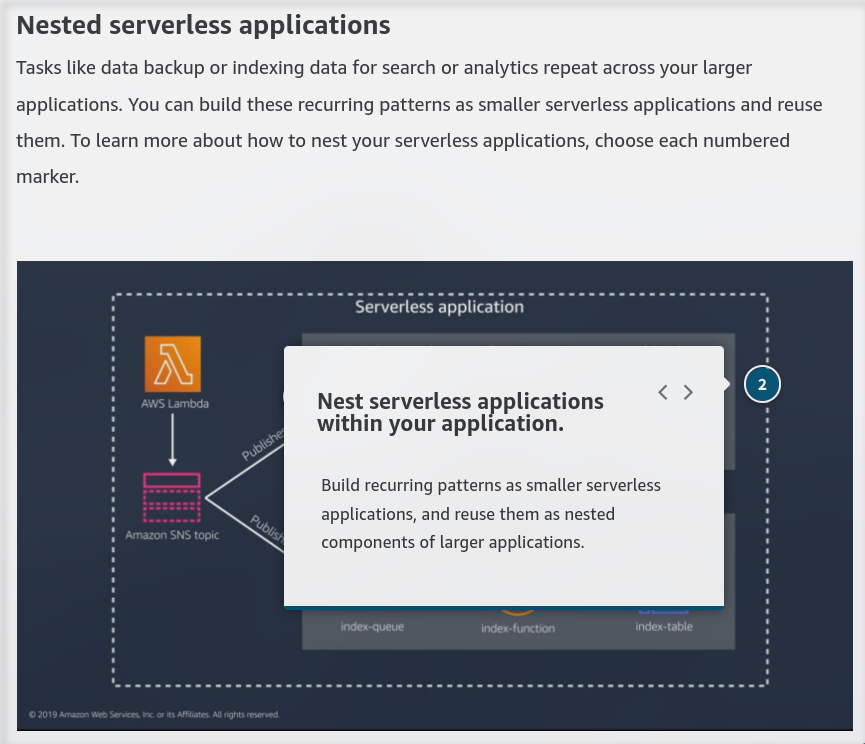 Nested serverless applications
Tasks like data backup or indexing data for search or analytics repeat across your larger
applications. You can build these recurring patterns as smaller serverless applications and reuse
them. To learn more about how to nest your serverless applications, choose each numbered
marker.
Serverless application
AWS Lambda
Publishes
Amazon SNS topic
Publish
2
Nest serverless applications
within your application.
Build recurring patterns as smaller serverless
applications, and reuse them as nested
components of larger applications.
index-queue
index-function
index-table
© 2019 Amazon Web Services, Inc. or its Affiliates. All rights reserved.